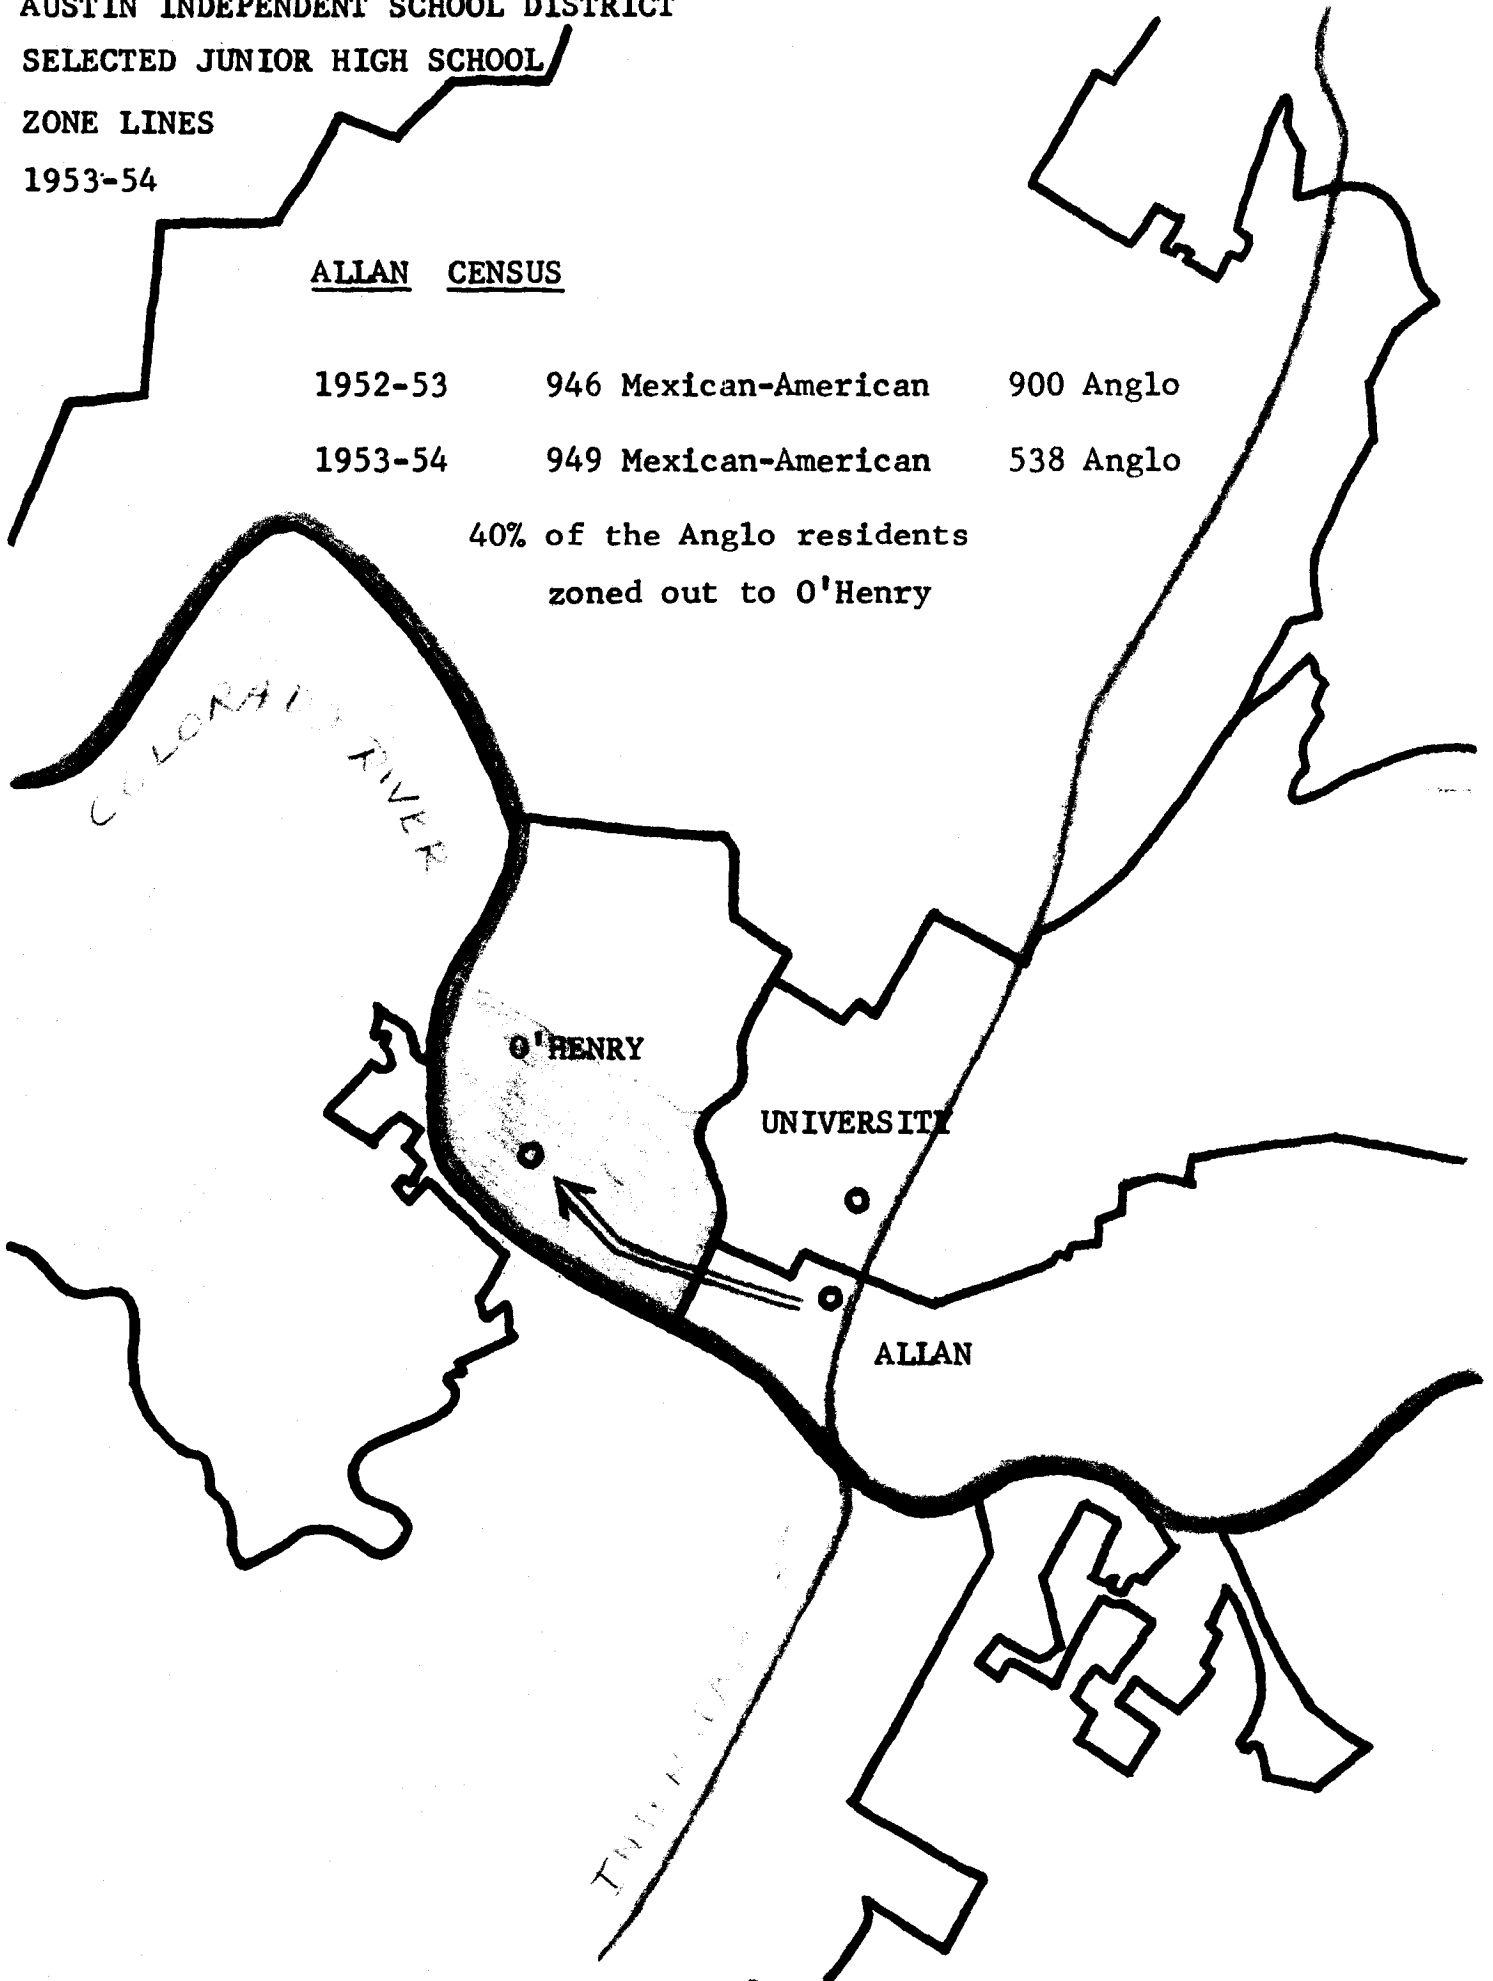 AUSTIN INDEPENDENT SCHOOL DISTRICT
SELECTED JUNIOR HIGH SCHOOL
ZONE LINES
1953-54
ALLAN CENSUS
1952-53 946 Mexican-American 900 Anglo
1953-54 949 Mexican-American 538 Anglo
40% of the Anglo residents
zoned out to O'Henry
COLORADO RIVER
O'HENRY
UNIVERSITY
ALLAN